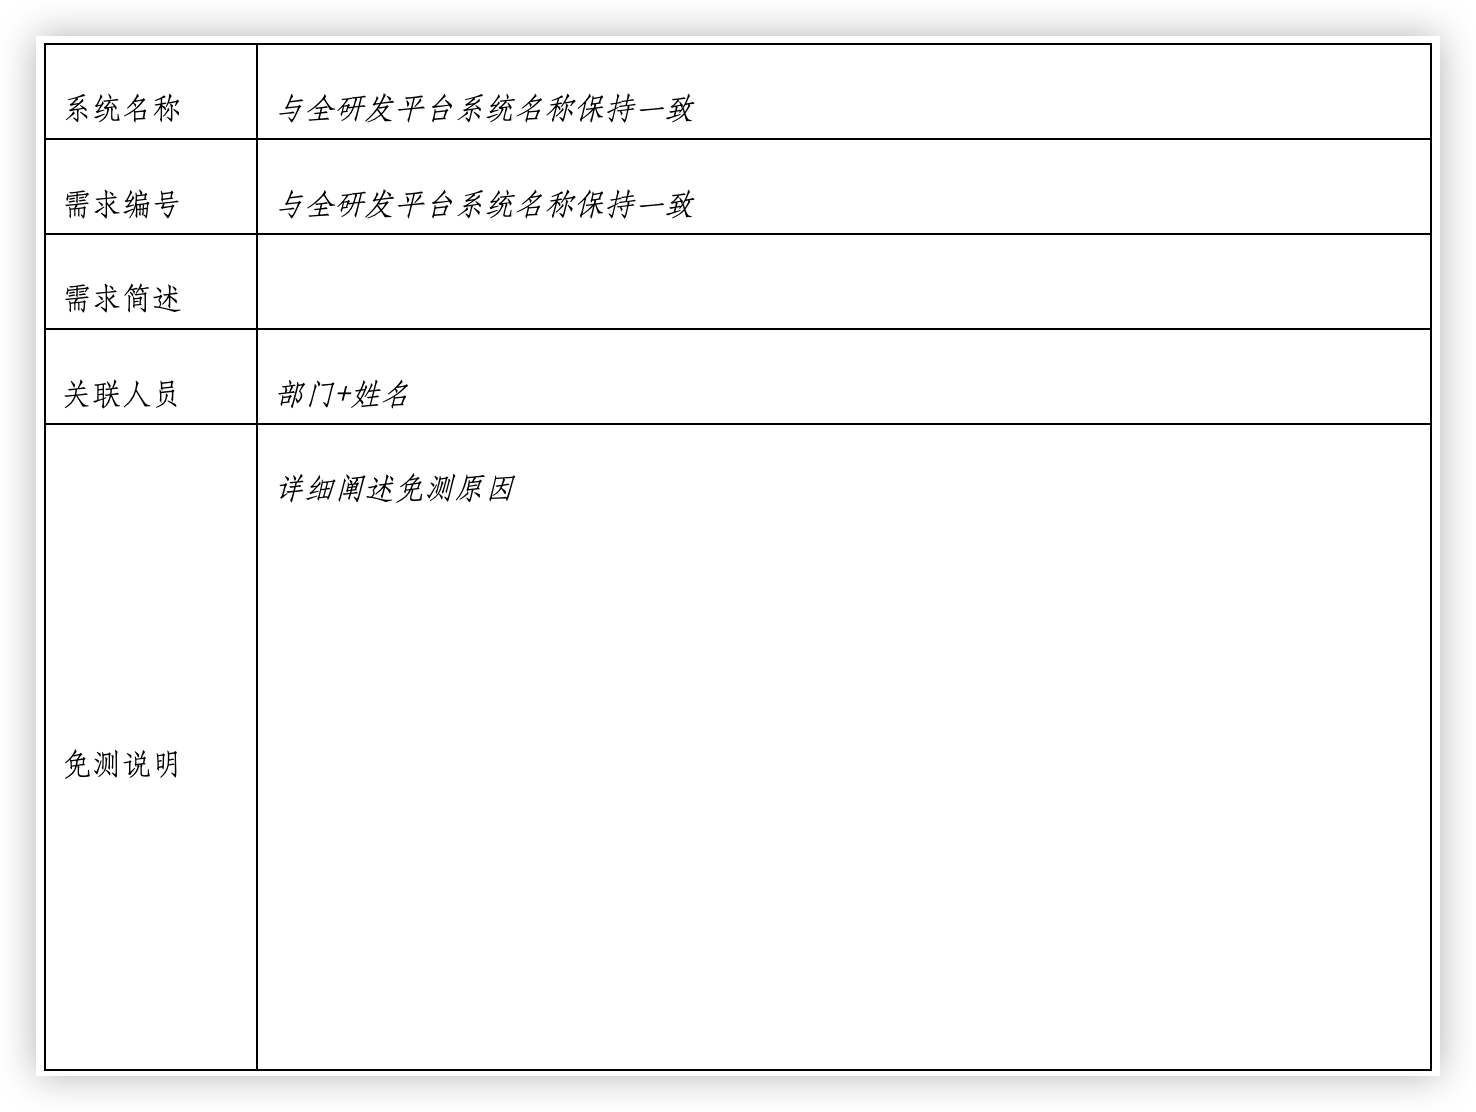 系统名称
与全研发平台系统名称保持一致
需求编号
与全研发平台系统名称保持一致
需求简述
关联人员
部门+姓名
免测说明
详细阐述免测原因